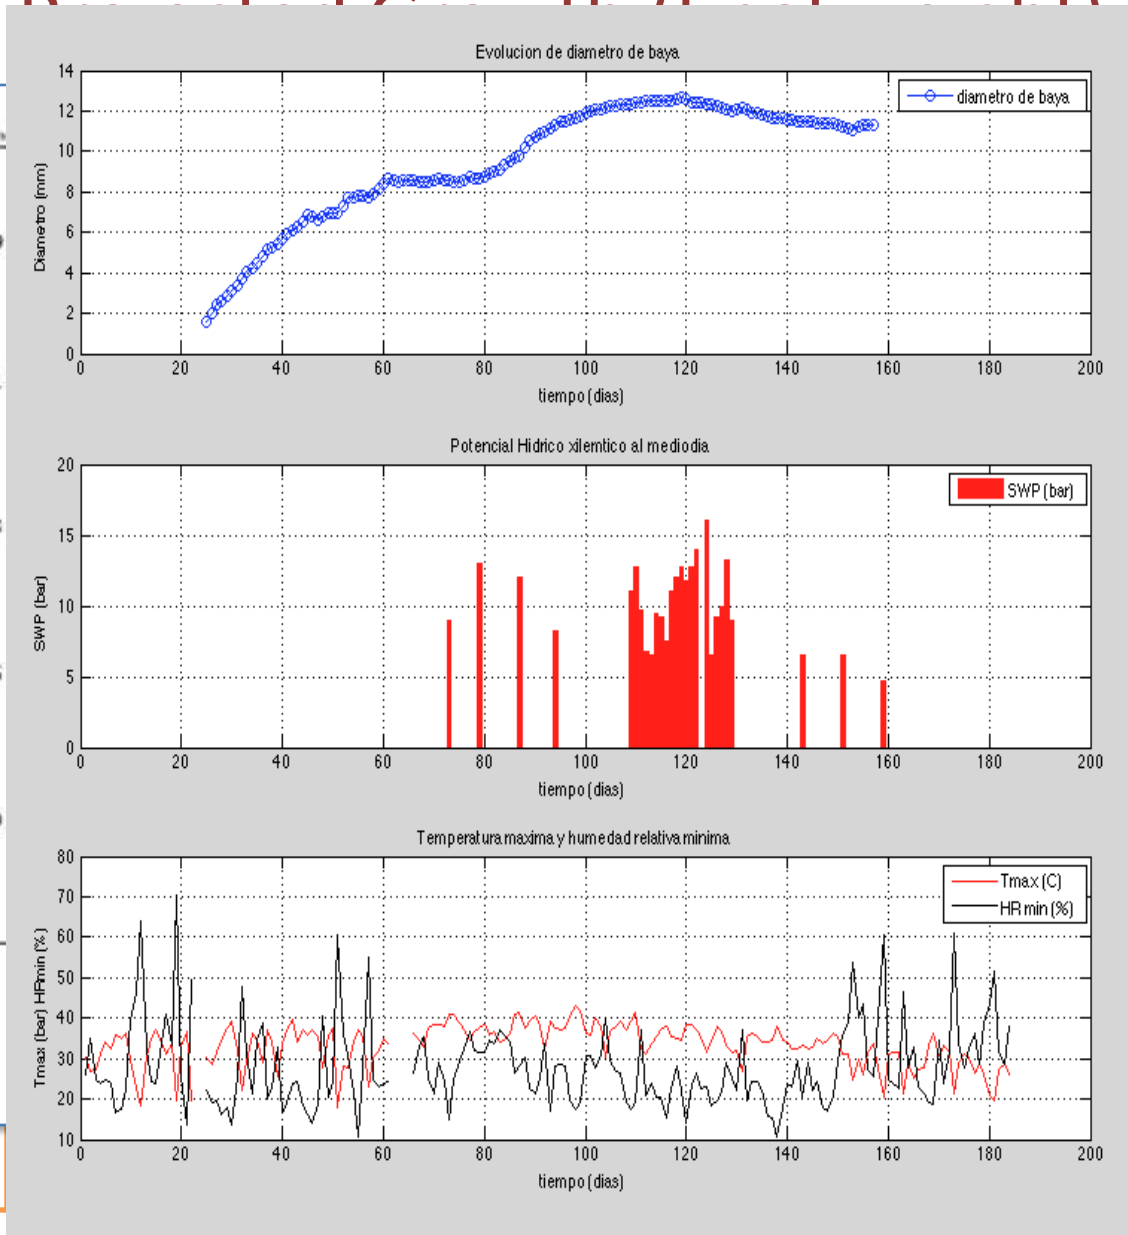 Evolucion de diametro de baya
14
12
10
8
6
4
2
0
Diametro (mm)
diametro de baya
0 20 40 60 80 100 120 140 160 180 200
tiempo (dias)
Potencial Hidrico xilemtico al mediodia
20
15
10
5
0
SWP (bar)
SWP (bar)
0 20 40 60 80 100 120 140 160 180 200
tiempo (dias)
Temperatura maxima y humedad relativa minima
80
70
60
50
40
30
20
10
Tmax (bar) HRmin (%)
Tmax (C)
HR min (%)
0 20 40 60 80 100 120 140 160 180 200
tiempo (dias)